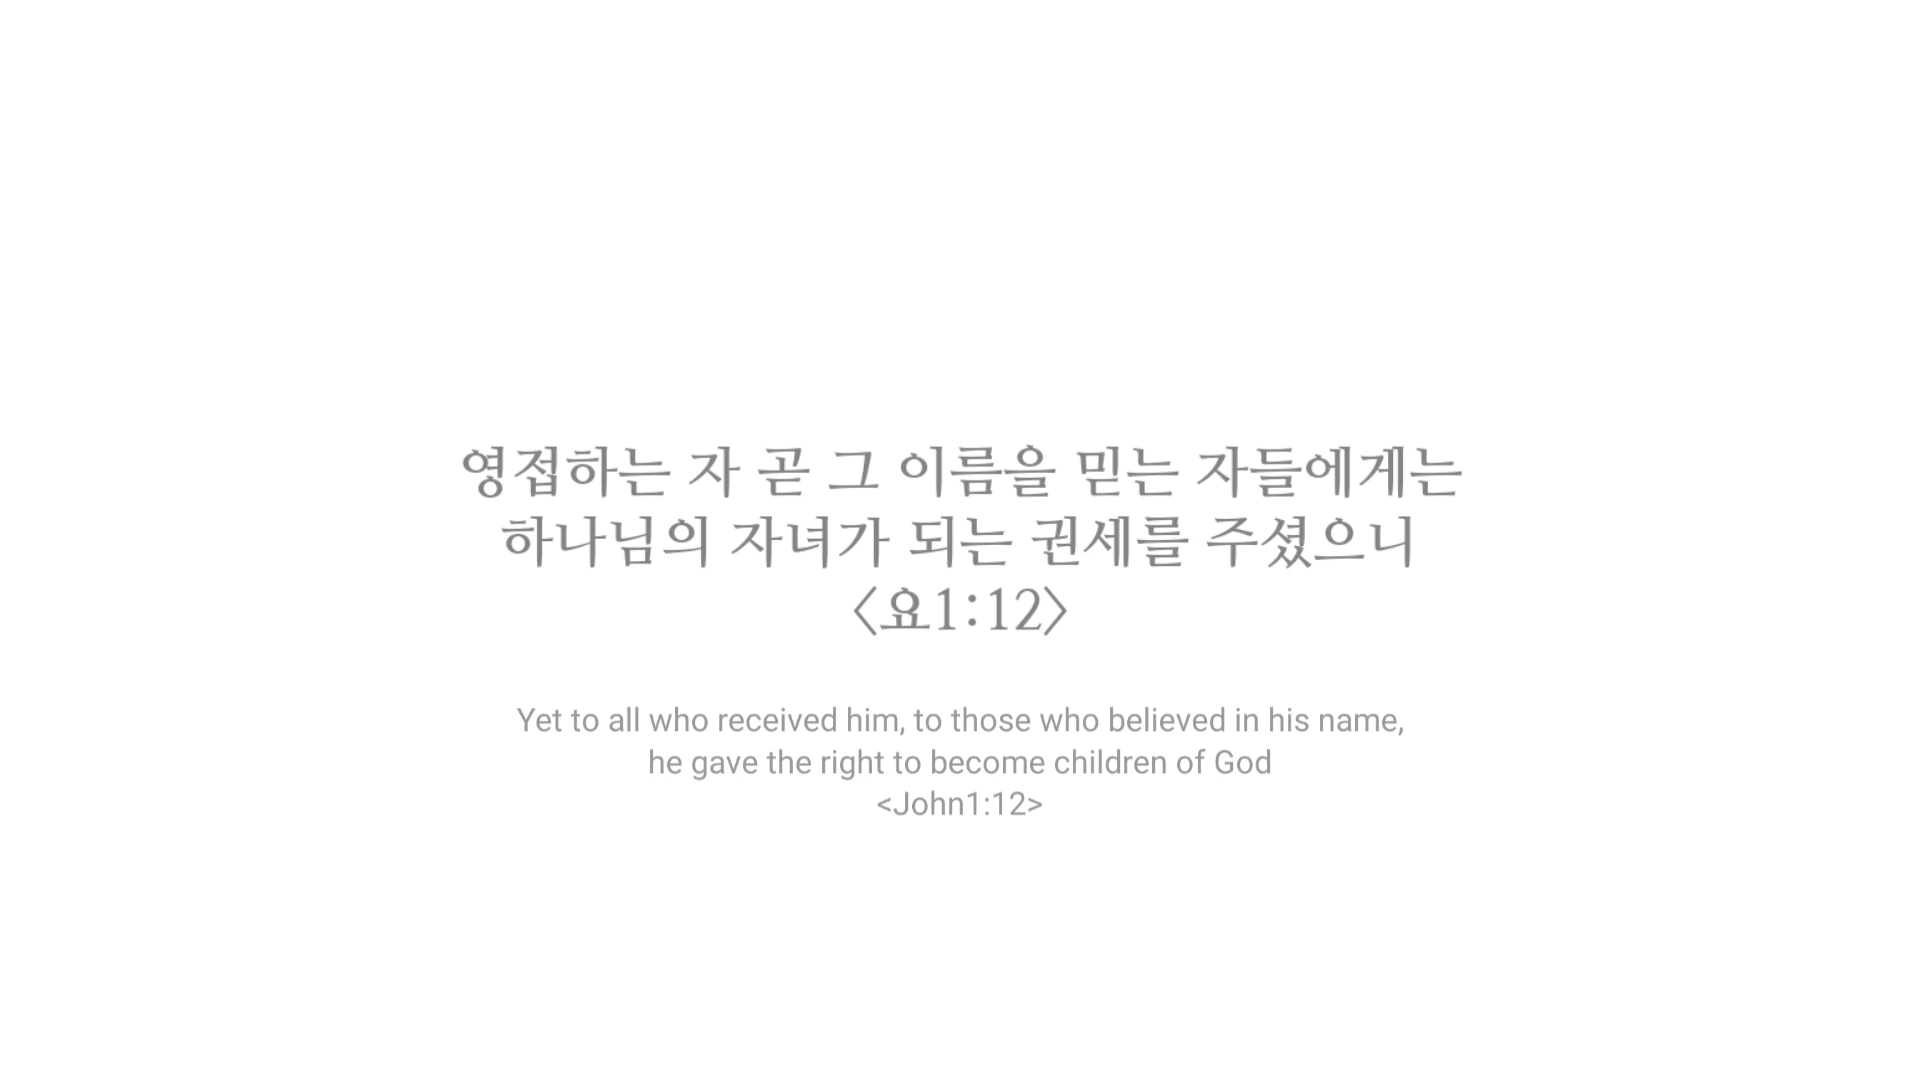 영접하는 자 곧 그 이름을 믿는 자들에게는
하나님의 자녀가 되는 권세를 주셨으니
〈요1:12〉
Yet to all who received him, to those who believed in his name,
he gave the right to become children of God
<John1:12>